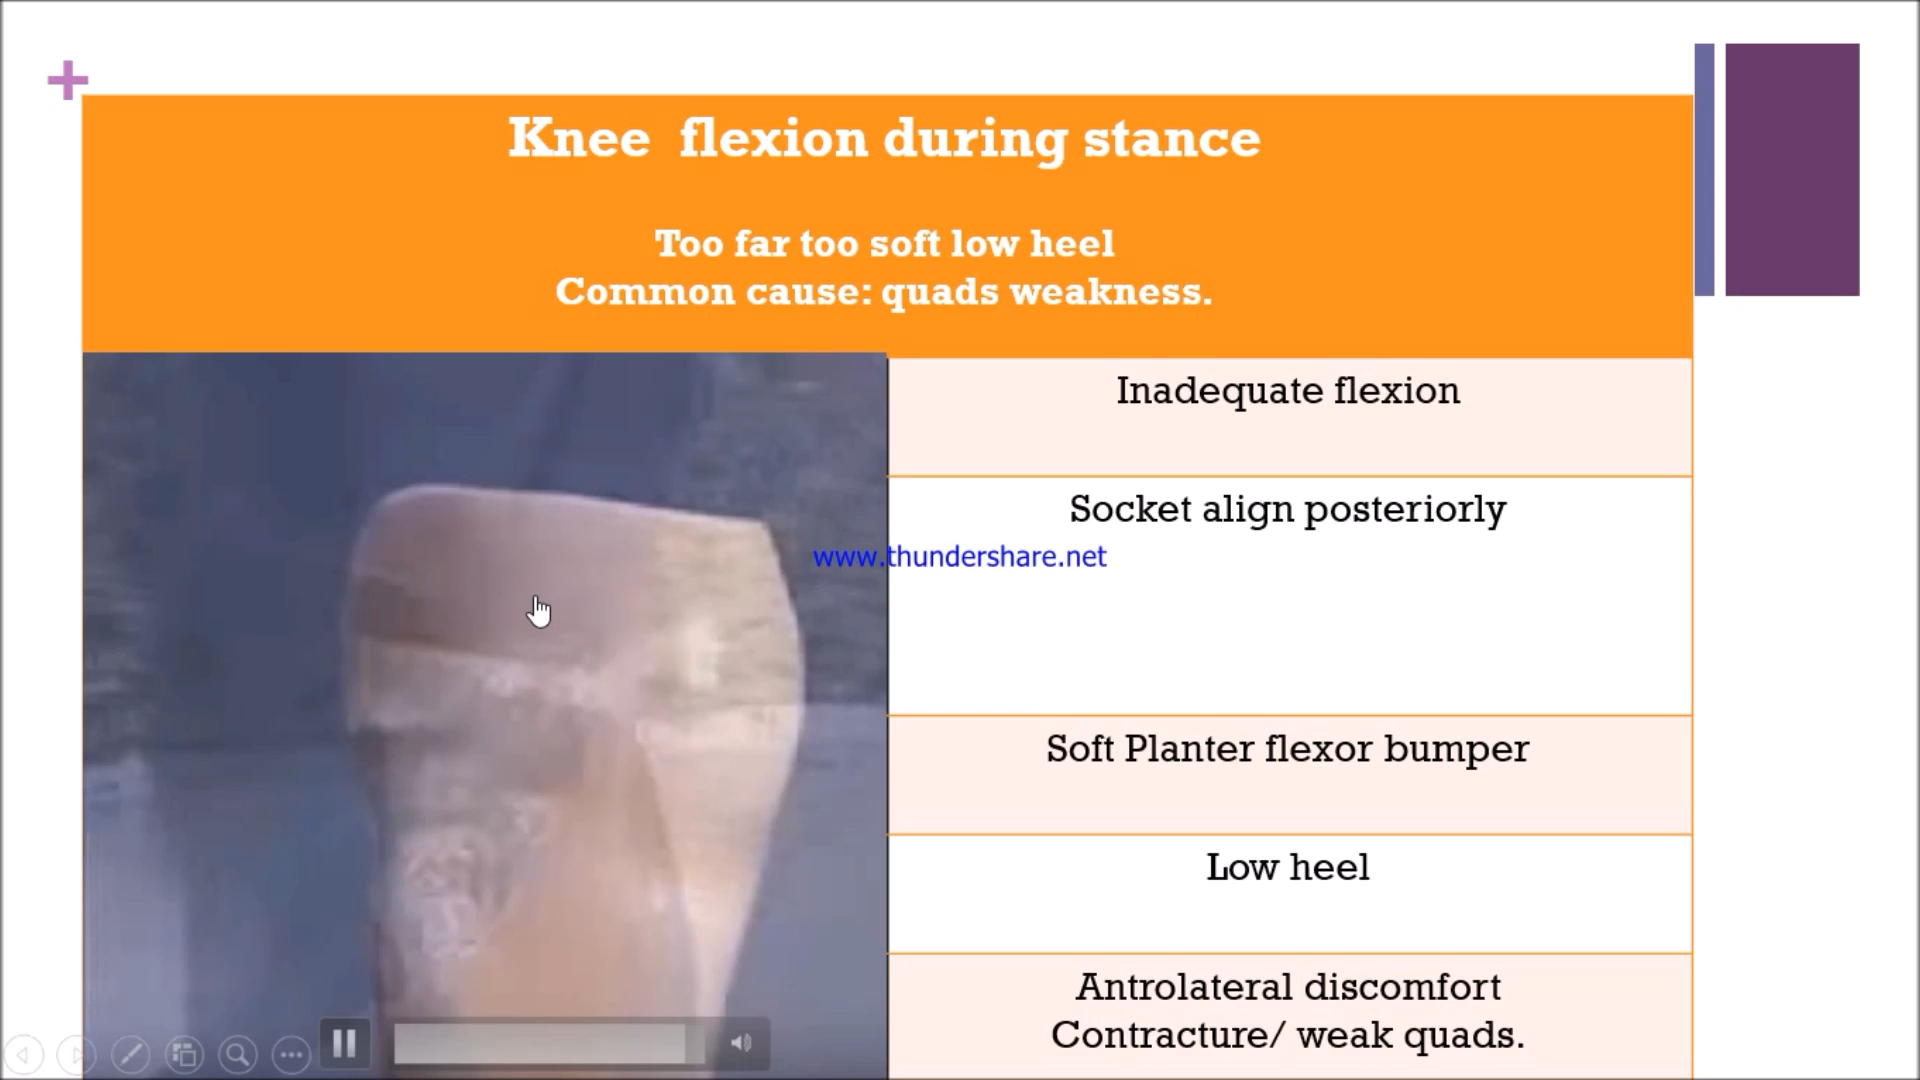 Knee flexion during stance
Too far too soft low heel
Common cause: quads weakness.
Inadequate flexion
Socket align posteriorly
www.thundershare.net
Soft Planter flexor bumper
Low heel
Antrolateral discomfort
Contracture/ weak quads.